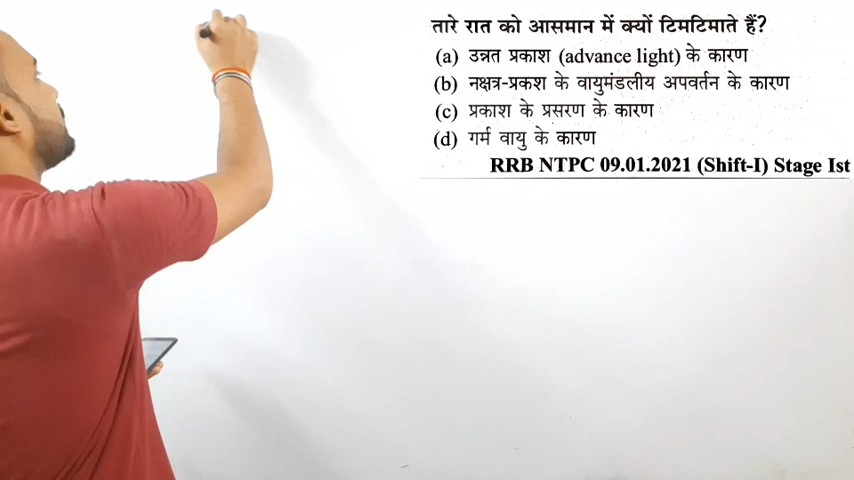 तारे रात को आसमान में क्यों टिमटिमाते हैं?
(a) उन्नत प्रकाश (advance light) के कारण
(b) नक्षत्र-प्रकश के वायुमंडलीय अपवर्तन के कारण
(c) प्रकाश के प्रसरण के कारण
(d) गर्म वायु के कारण
RRB NTPC 09.01.2021 (Shift-I) Stage Ist